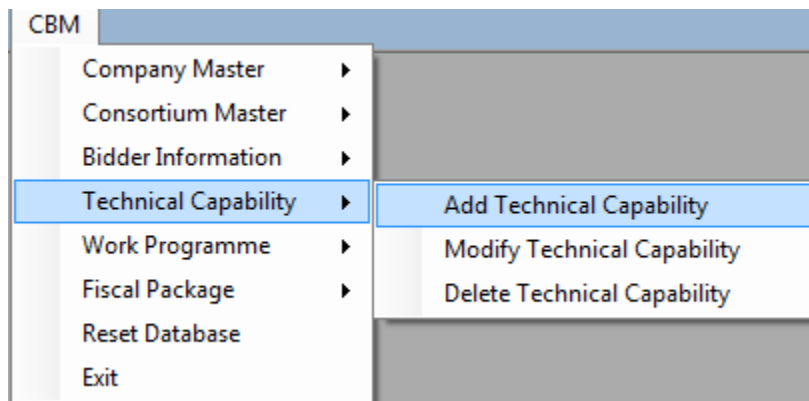 CBM
Company Master
Consortium Master
Bidder Information
Technical Capability
Add Technical Capability
Work Programme
Modify Technical Capability
Fiscal Package
Delete Technical Capability
Reset Database
Exit